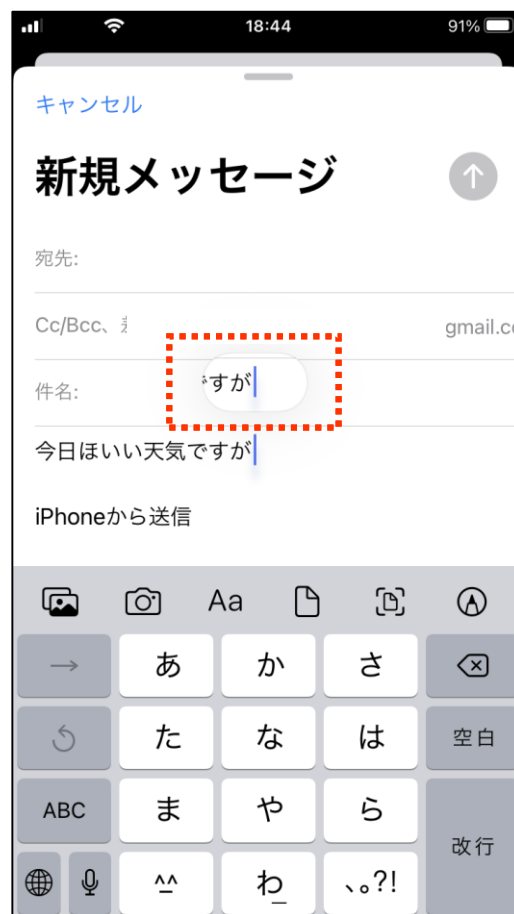 18:44 91%
キャンセル
新規メッセージ
宛先:
Cc/Bcc、 gmail.c
ですが
件名:
今日ほいい天気ですが
iPhoneから送信
Aa
→ あ か さ
た な は 空白
ABC ま や ら
改行
^^ わ 、。?!